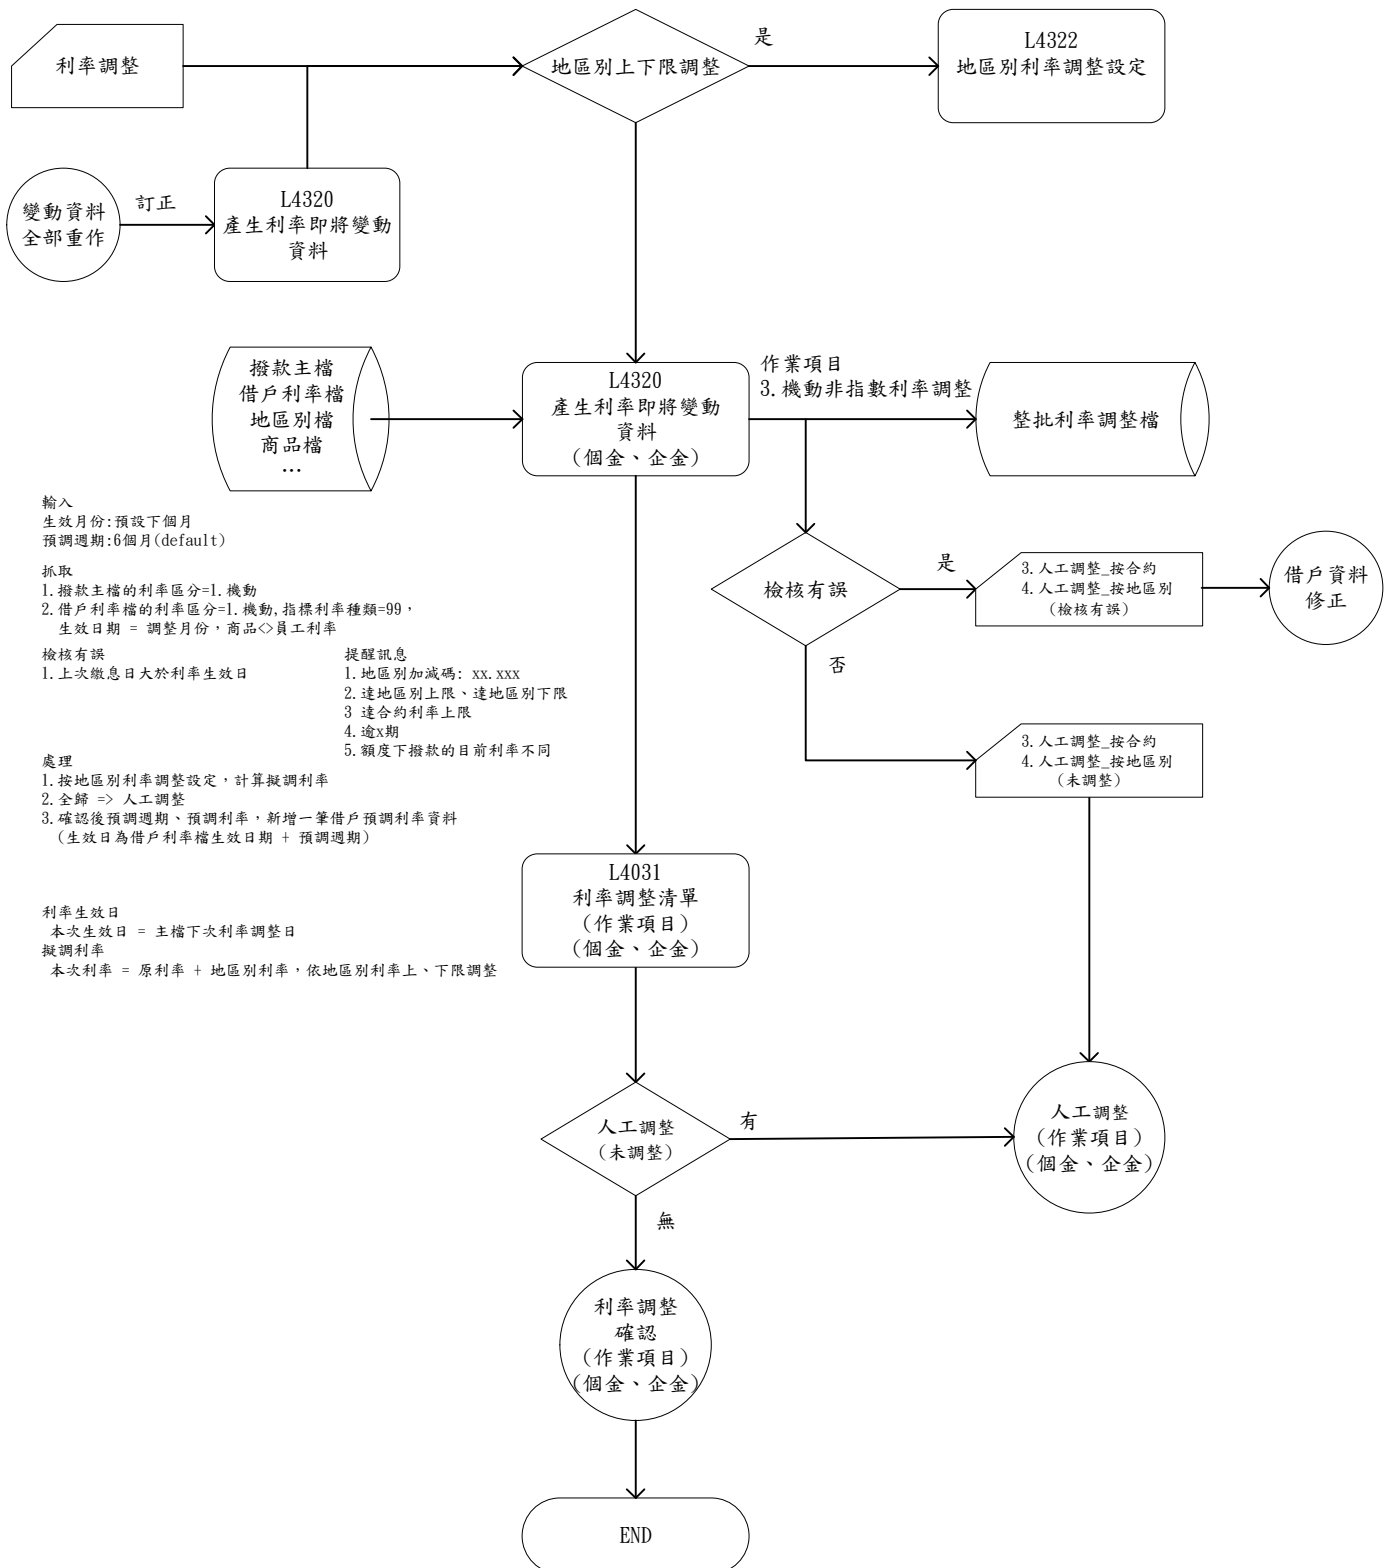 利率調整
地區別上下限調整
是
L4322
地區別利率調整設定
變動資料
全部重作
訂正
L4320
產生利率即將變動
資料
撥款主檔
借戶利率檔
地區別檔
商品檔
...
L4320
產生利率即將變動
資料
(個金、企金)
作業項目
3.機動非指數利率調整
整批利率調整檔
輸入
生效月份:預設下個月
預調週期:6個月(default)
抓取
1.撥款主檔的利率區分=1.機動
2.借戶利率檔的利率區分=1.機動,指標利率種類=99，
生效日期 = 調整月份，商品<>員工利率
檢核有誤
1.上次繳息日大於利率生效日
提醒訊息
1.地區別加減碼: xx.xxx
2.達地區別上限、達地區別下限
3 達合約利率上限
4.逾x期
5.額度下撥款的目前利率不同
處理
1.按地區別利率調整設定，計算擬調利率
2.全歸 => 人工調整
3.確認後預調週期、預調利率，新增一筆借戶預調利率資料
(生效日為借戶利率檔生效日期 + 預調週期)
利率生效日
本次生效日 = 主檔下次利率調整日
擬調利率
本次利率 = 原利率 + 地區別利率，依地區別利率上、下限調整
檢核有誤
是
3.人工調整_按合約
4.人工調整_按地區別
(檢核有誤)
借戶資料
修正
否
3.人工調整_按合約
4.人工調整_按地區別
(未調整)
L4031
利率調整清單
(作業項目)
(個金、企金)
人工調整
(未調整)
有
人工調整
(作業項目)
(個金、企金)
無
利率調整
確認
(作業項目)
(個金、企金)
END